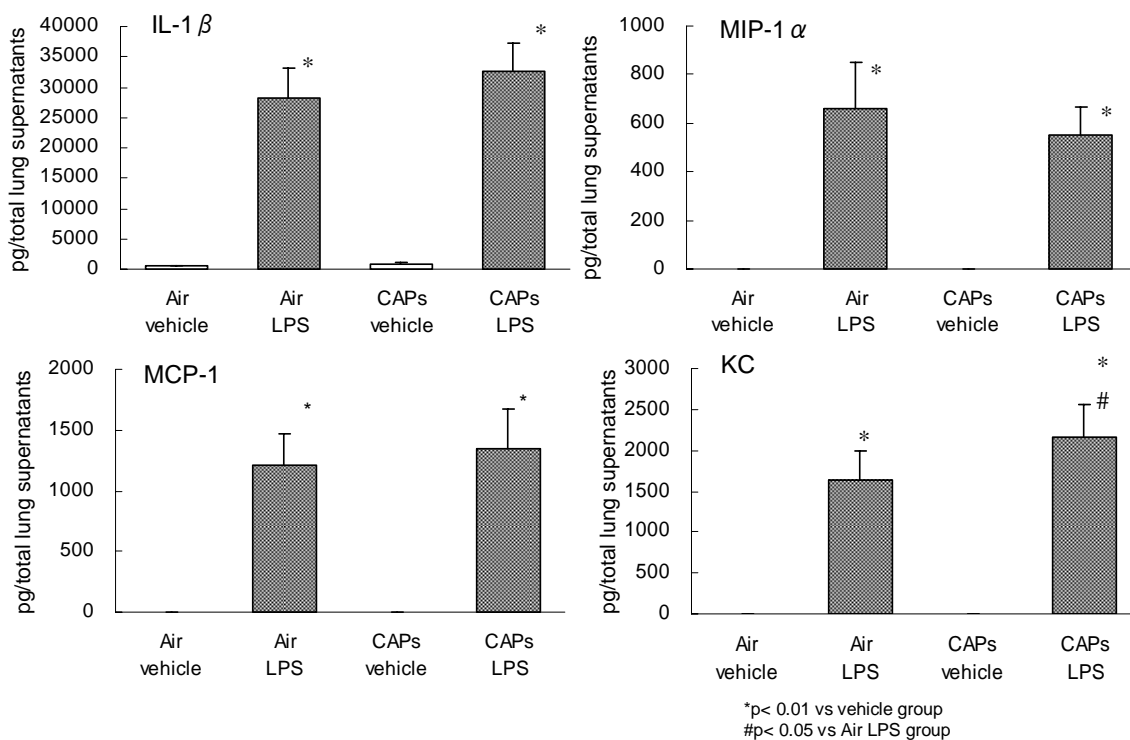 IL-1 β
pg/total lung supernatants
40000
35000
30000
25000
20000
15000
10000
5000
0
*
*
Air
vehicle
Air
LPS
CAPs
vehicle
CAPs
LPS
MIP-1 α
pg/total lung supernatants
1000
800
600
400
200
0
*
*
Air
vehicle
Air
LPS
CAPs
vehicle
CAPs
LPS
MCP-1
pg/total lung supernatants
2000
1500
1000
500
0
*
*
Air
vehicle
Air
LPS
CAPs
vehicle
CAPs
LPS
KC
pg/total lung supernatants
3000
2500
2000
1500
1000
500
0
*
*
#
Air
vehicle
Air
LPS
CAPs
vehicle
CAPs
LPS
*p< 0.01 vs vehicle group
#p< 0.05 vs Air LPS group